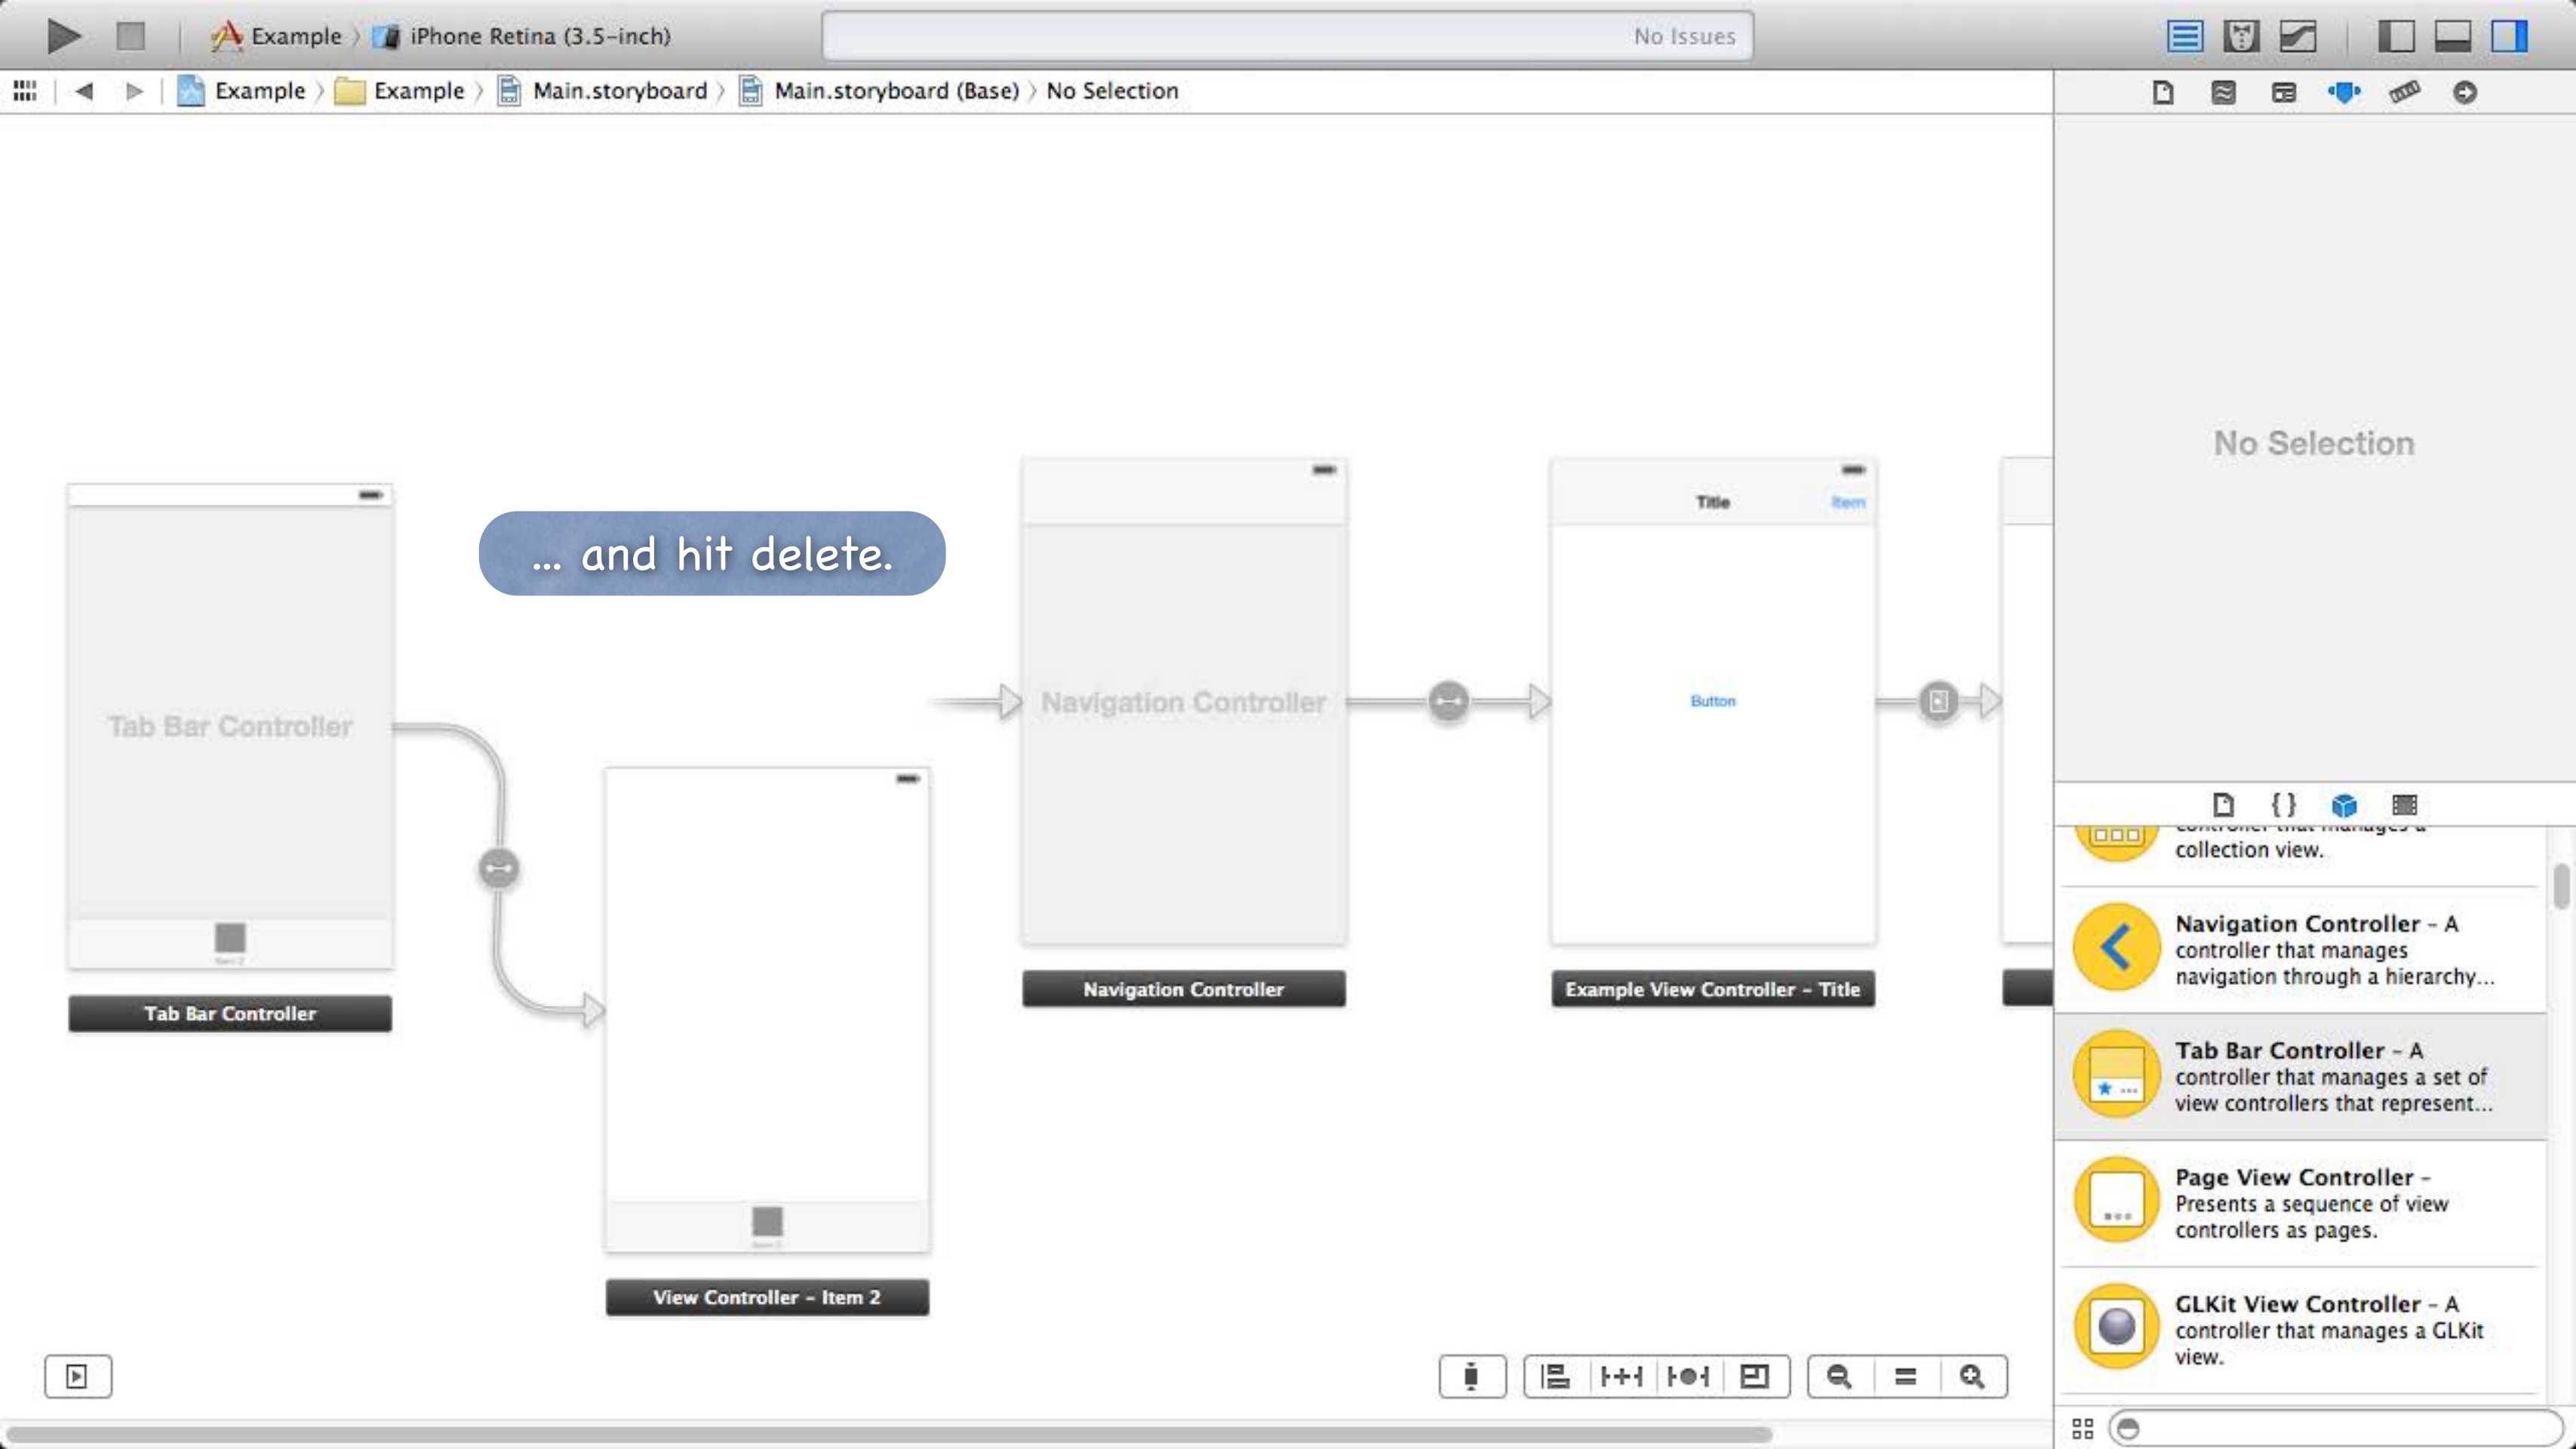 Example 〉 iPhone Retina (3.5-inch)
No Issues
Example 〉 Example 〉 Main.storyboard 〉 Main.storyboard (Base) 〉 No Selection
No Selection
Title
Item
... and hit delete.
Tab Bar Controller
Navigation Controller
Button
Navigation Controller
Example View Controller - Title
Tab Bar Controller
View Controller - Item 2
collection view.
Navigation Controller - A
controller that manages
navigation through a hierarchy...
Tab Bar Controller - A
controller that manages a set of
view controllers that represent...
Page View Controller -
Presents a sequence of view
controllers as pages.
GLKit View Controller - A
controller that manages a GLKit
view.